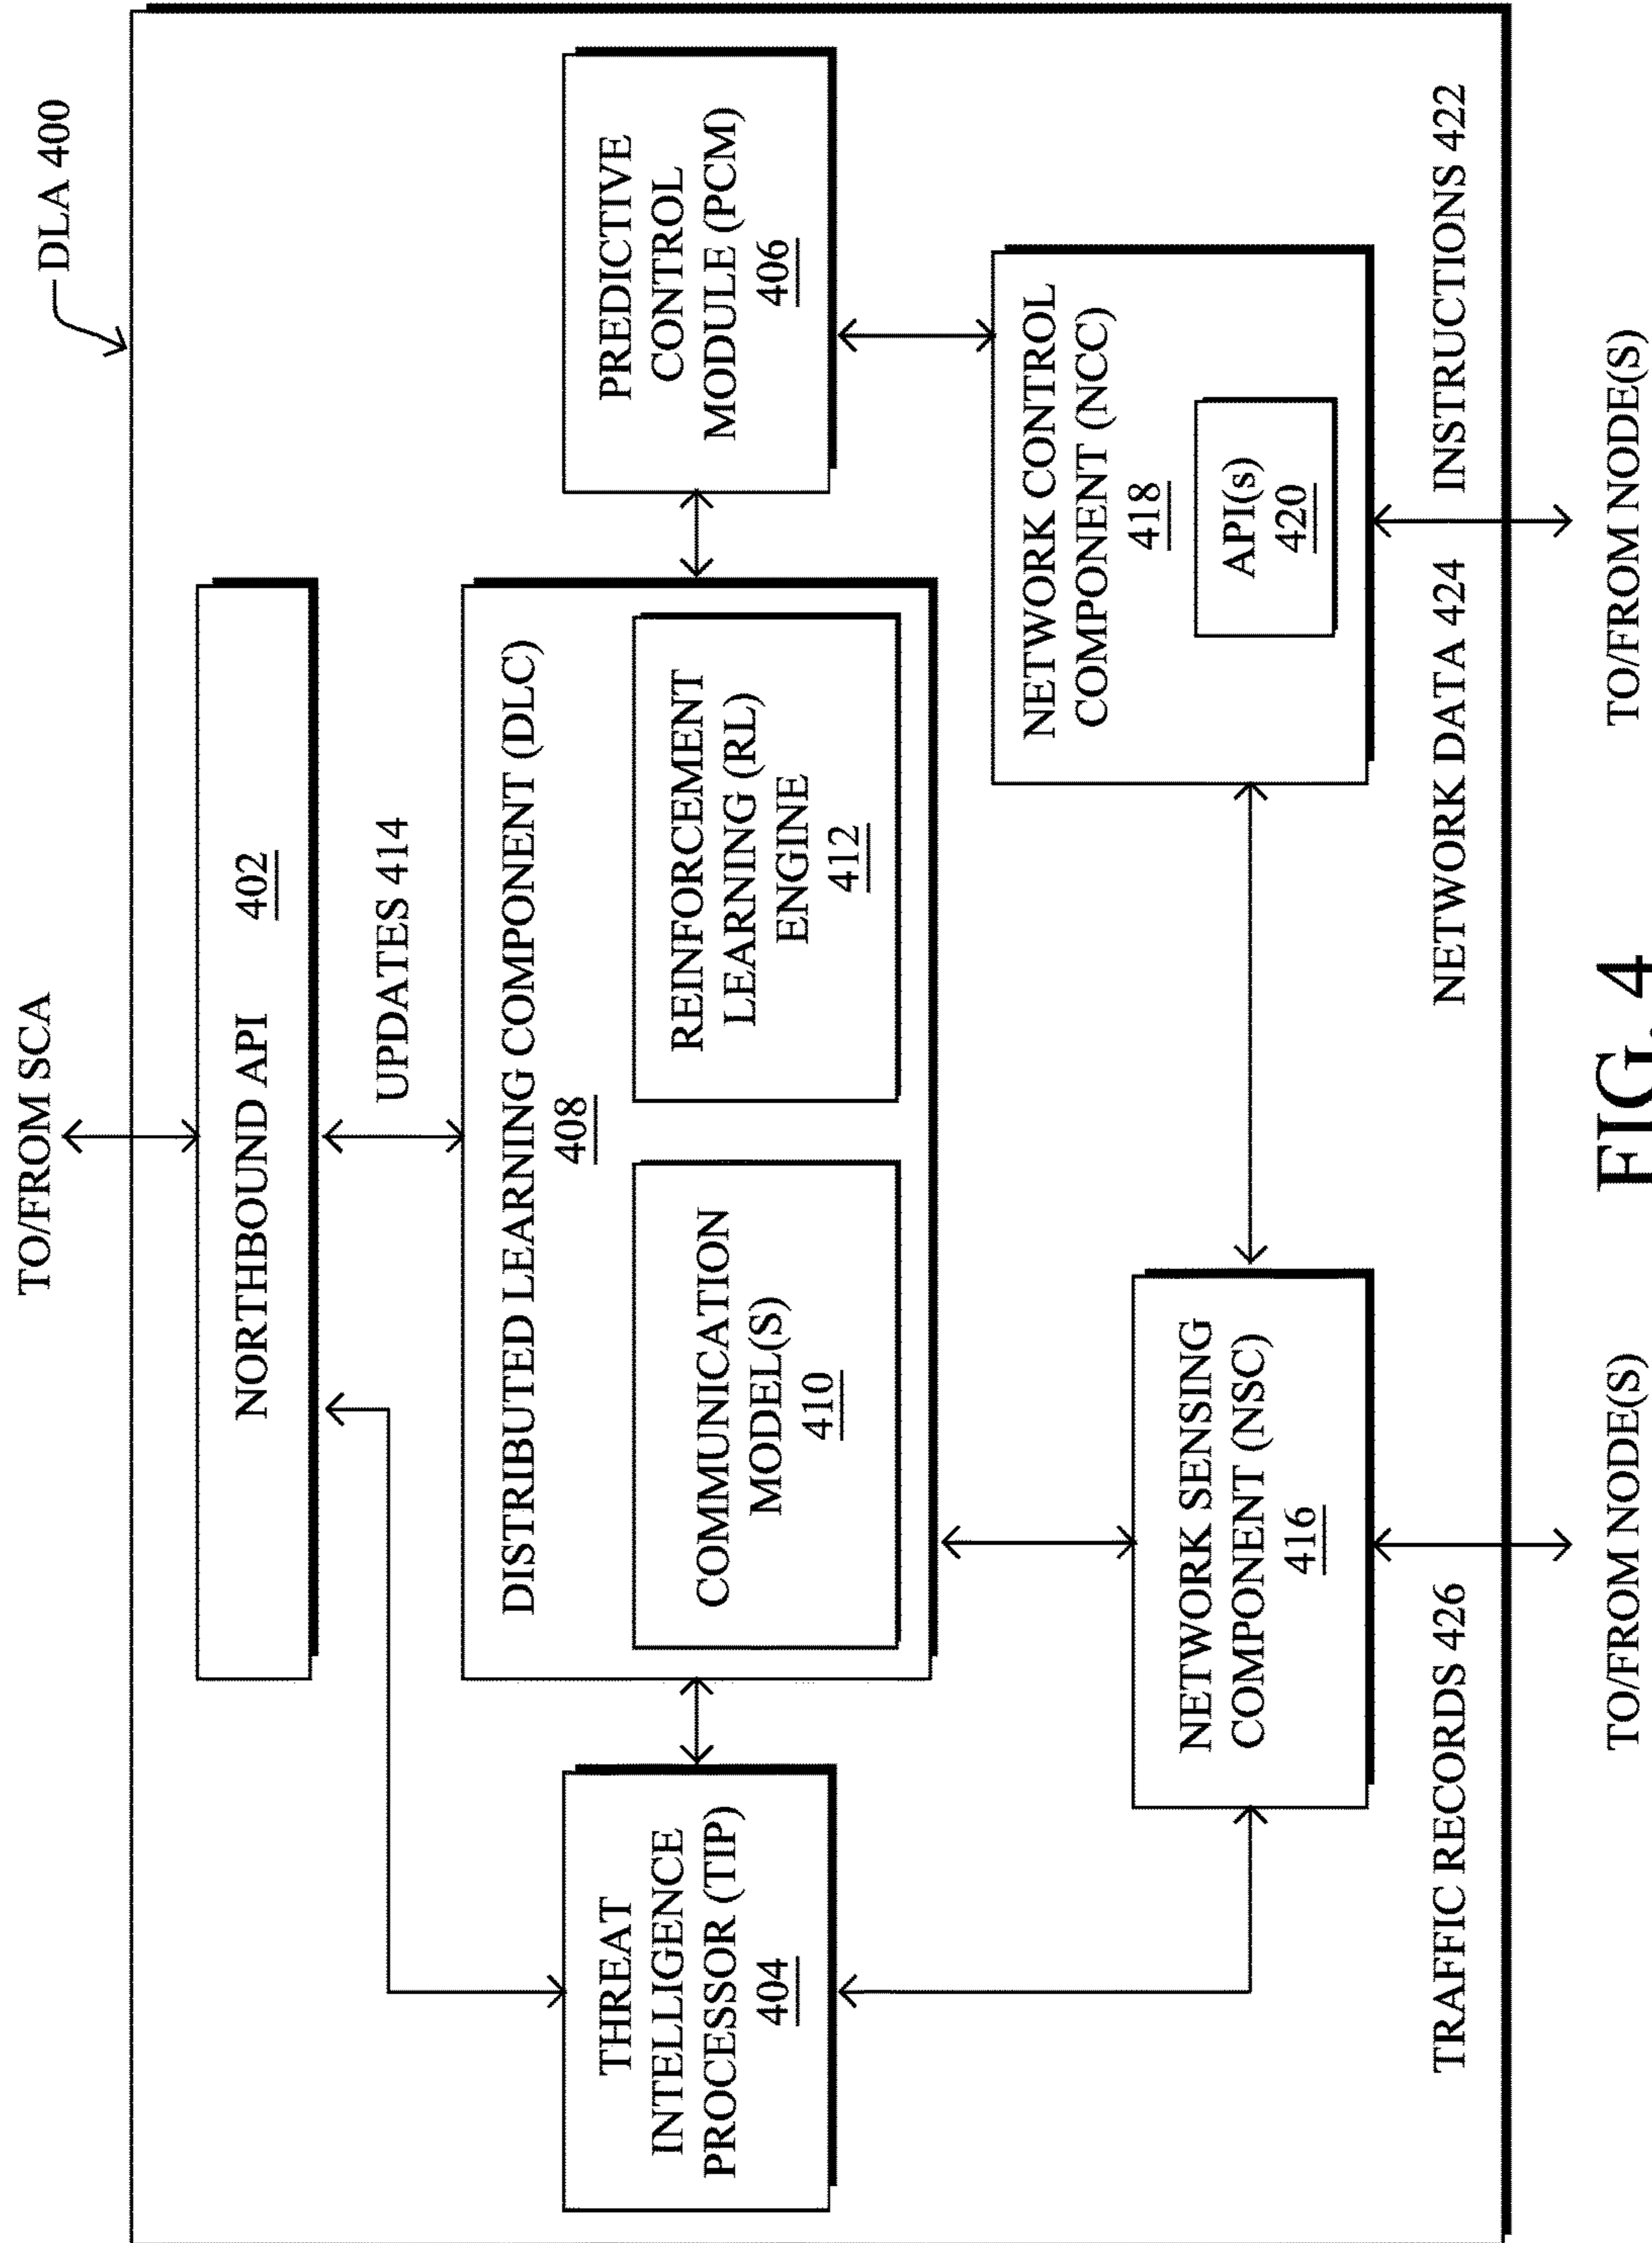 TO/FROM SCA
DLA 400
NORTHBOUND API 402
UPDATES 414
THREAT
INTELLIGENCE
PROCESSOR (TIP)
404
DISTRIBUTED LEARNING COMPONENT (DLC)
408
COMMUNICATION
MODEL(S)
410
REINFORCEMENT
LEARNING (RL)
ENGINE
412
PREDICTIVE
CONTROL
MODULE (PCM)
406
NETWORK SENSING
COMPONENT (NSC)
416
NETWORK CONTROL
COMPONENT (NCC)
418
API(s)
420
TRAFFIC RECORDS 426
NETWORK DATA 424
INSTRUCTIONS 422
TO/FROM NODE(S)
TO/FROM NODE(S)
FIG. 4